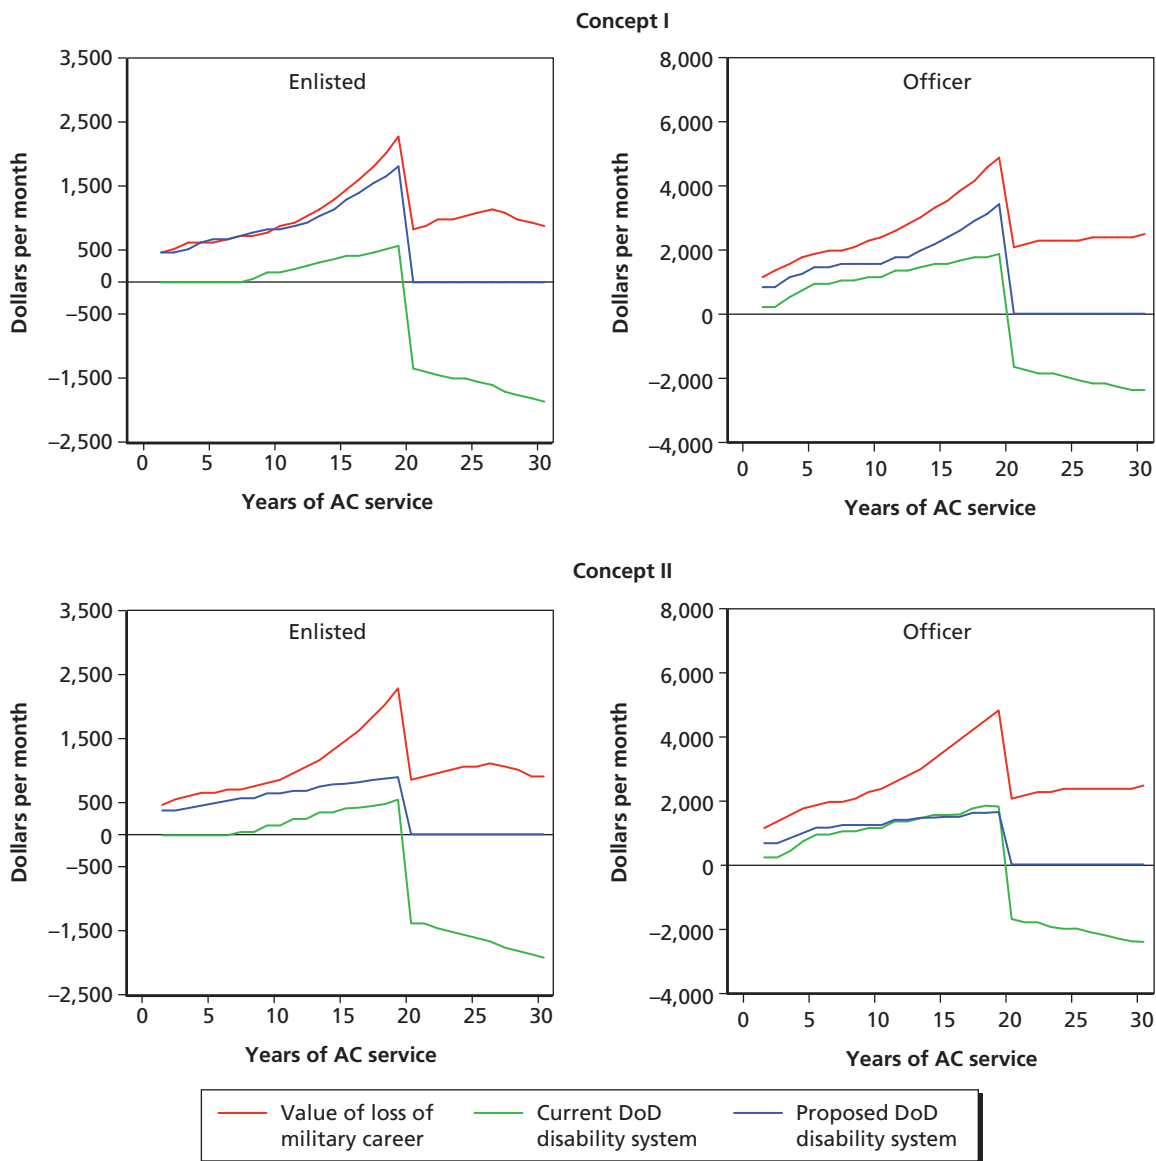 Concept I
Enlisted
Dollars per month
3,500
2,500
1,500
500
0
−500
−1,500
−2,500
0 5 10 15 20 25 30
Years of AC service
Officer
Dollars per month
8,000
6,000
4,000
2,000
0
−2,000
−4,000
0 5 10 15 20 25 30
Years of AC service
Concept II
Enlisted
Dollars per month
3,500
2,500
1,500
500
0
−500
−1,500
−2,500
0 5 10 15 20 25 30
Years of AC service
Officer
Dollars per month
8,000
6,000
4,000
2,000
0
−2,000
−4,000
0 5 10 15 20 25 30
Years of AC service
Value of loss of
military career
Current DoD
disability system
Proposed DoD
disability system